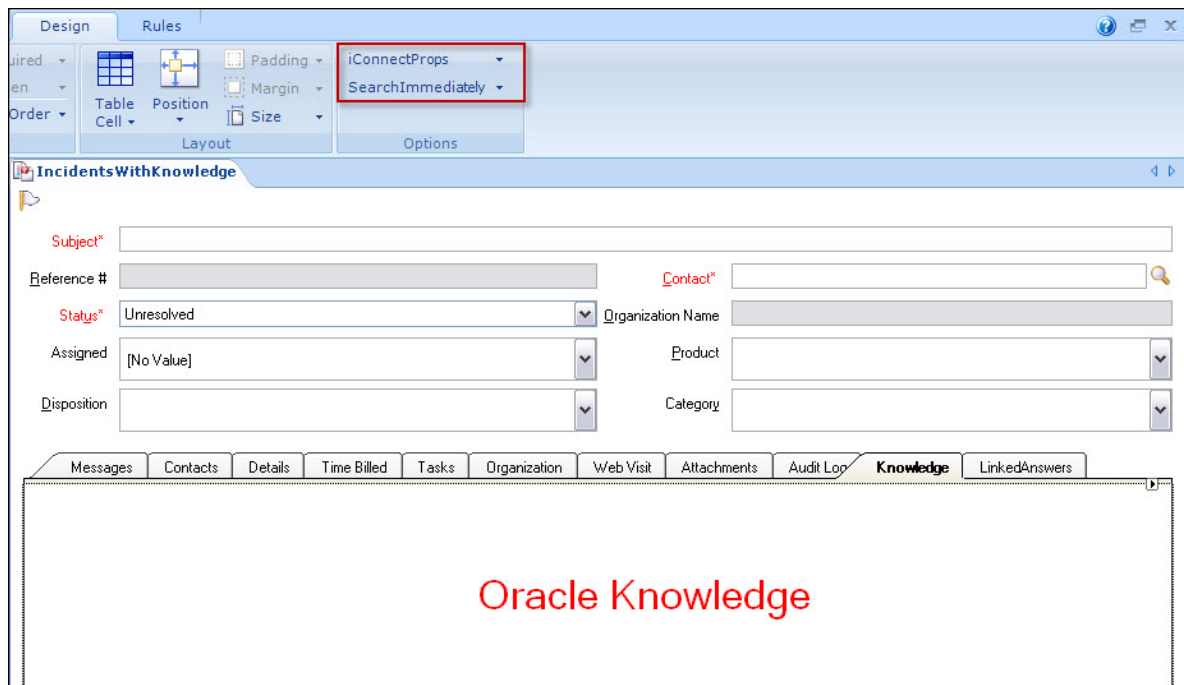 Design Rules
uired Padding iConnectProps
en Margin SearchImmediately
Order Table Cell Position Size
Layout Options
IncidentsWithKnowledge
Subject*
Reference # Contact*
Status* Unresolved Organization Name
Assigned [No Value] Product
Disposition Category
Messages Contacts Details Time Billed Tasks Organization Web Visit Attachments Audit Log Knowledge LinkedAnswers
Oracle Knowledge